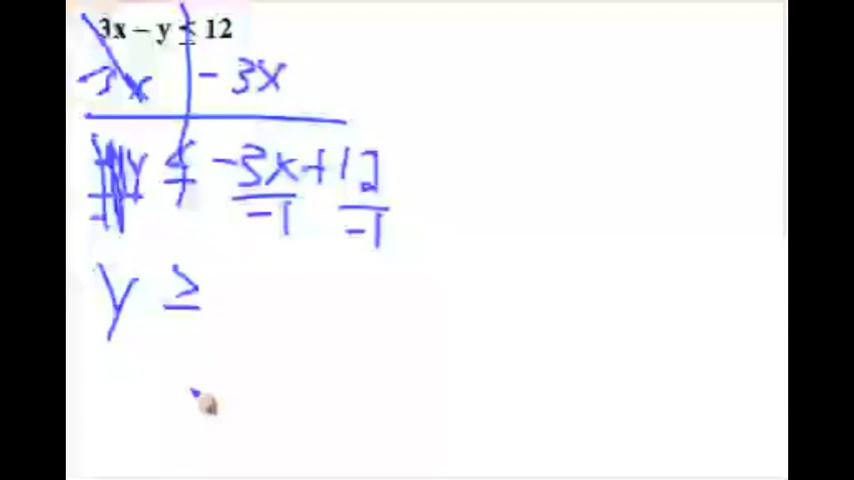 3x − y ≤ 12
-3x - 3x
y ≤ -3x+12
-1 -1
y ≥